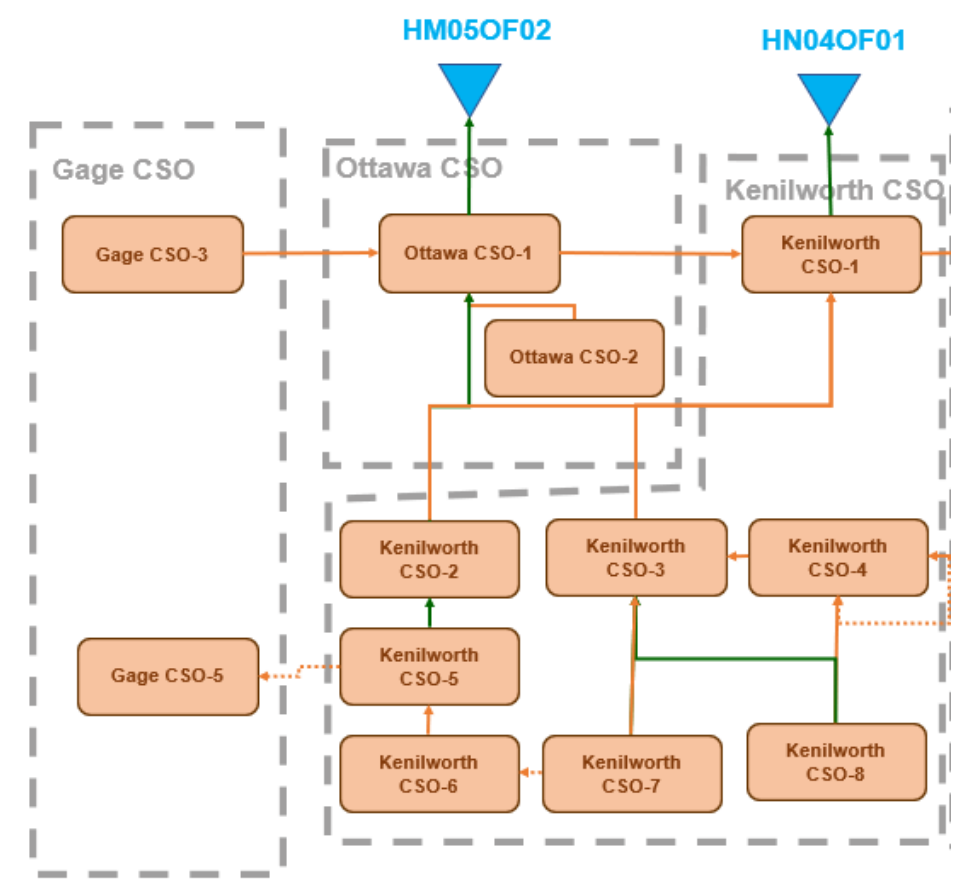 HM05OF02
HN04OF01
Gage CSO
Ottawa CSO
Kenilworth CSO
Gage CSO-3
Ottawa CSO-1
Kenilworth
CSO-1
Ottawa CSO-2
Kenilworth
CSO-2
Kenilworth
CSO-3
Kenilworth
CSO-4
Gage CSO-5
Kenilworth
CSO-5
Kenilworth
CSO-6
Kenilworth
CSO-7
Kenilworth
CSO-8